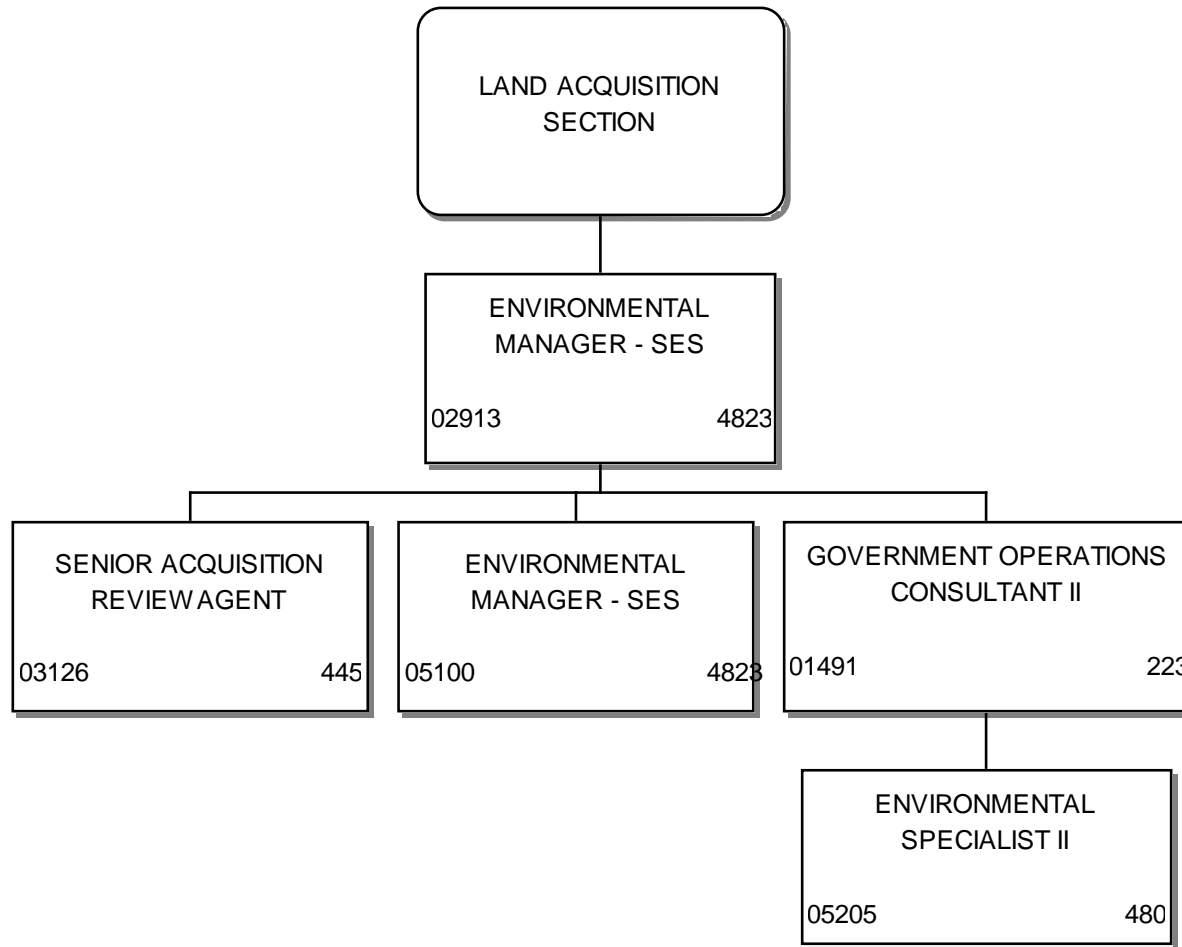 LAND ACQUISITION
SECTION
ENVIRONMENTAL
MANAGER - SES
02913 4823
SENIOR ACQUISITION
REVIEW AGENT
03126 445
ENVIRONMENTAL
MANAGER - SES
05100 4823
GOVERNMENT OPERATIONS
CONSULTANT II
01491 223
ENVIRONMENTAL
SPECIALIST II
05205 480